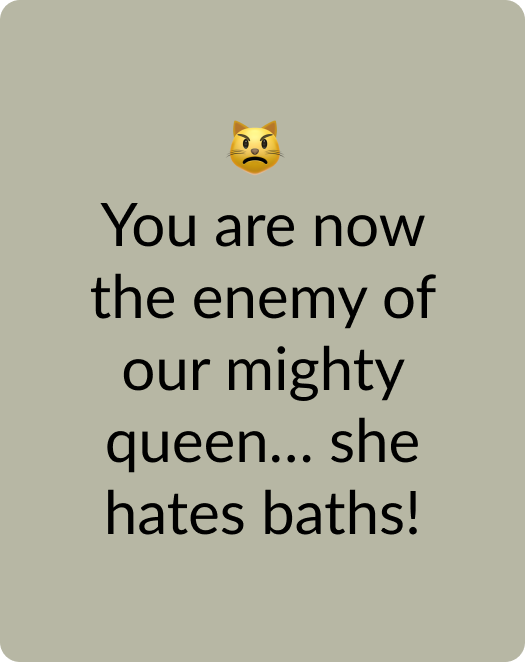 You are now
the enemy of
our mighty
queen... she
hates baths!